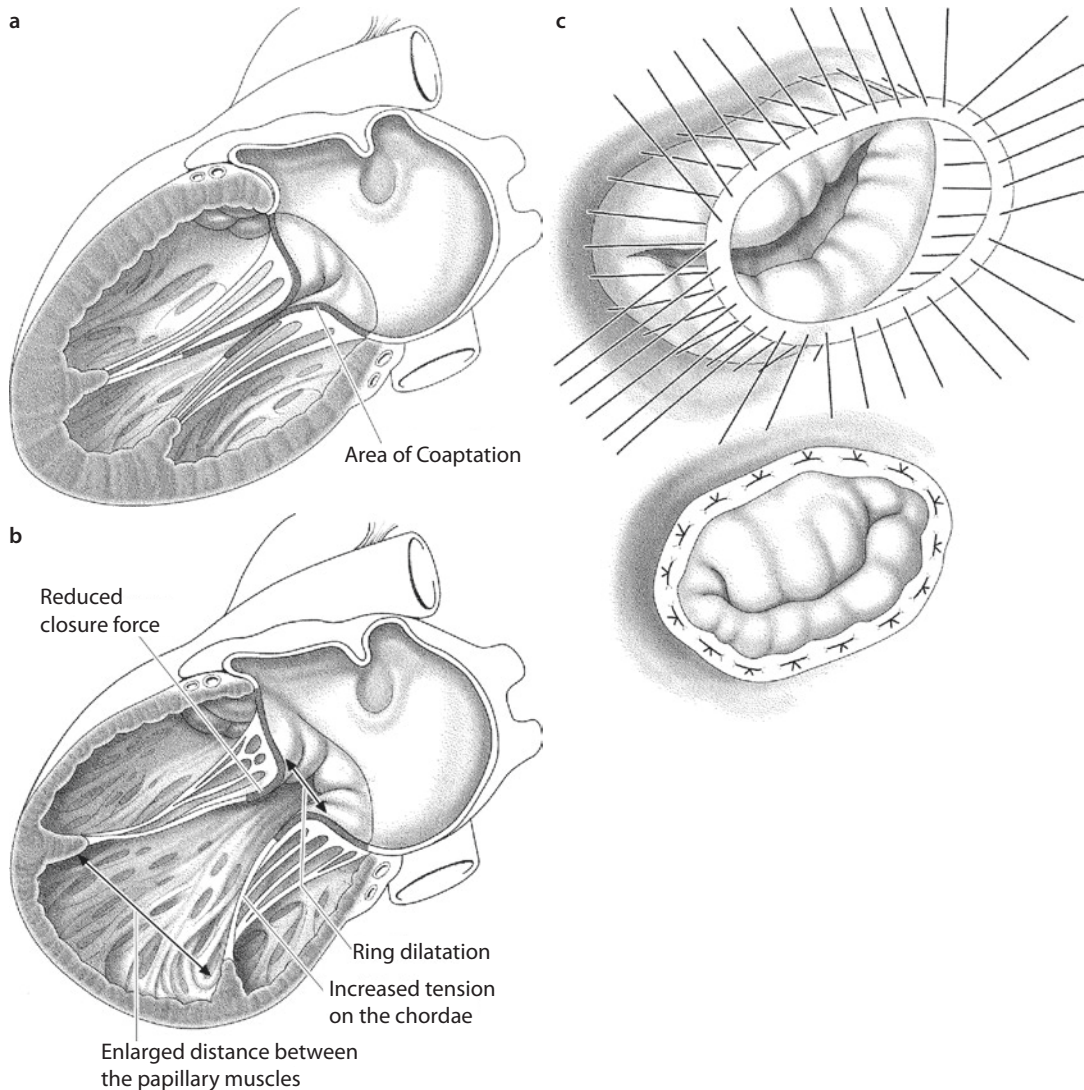 a
Area of Coaptation
b
Reduced
closure force
Ring dilatation
Increased tension
on the chordae
Enlarged distance between
the papillary muscles
c